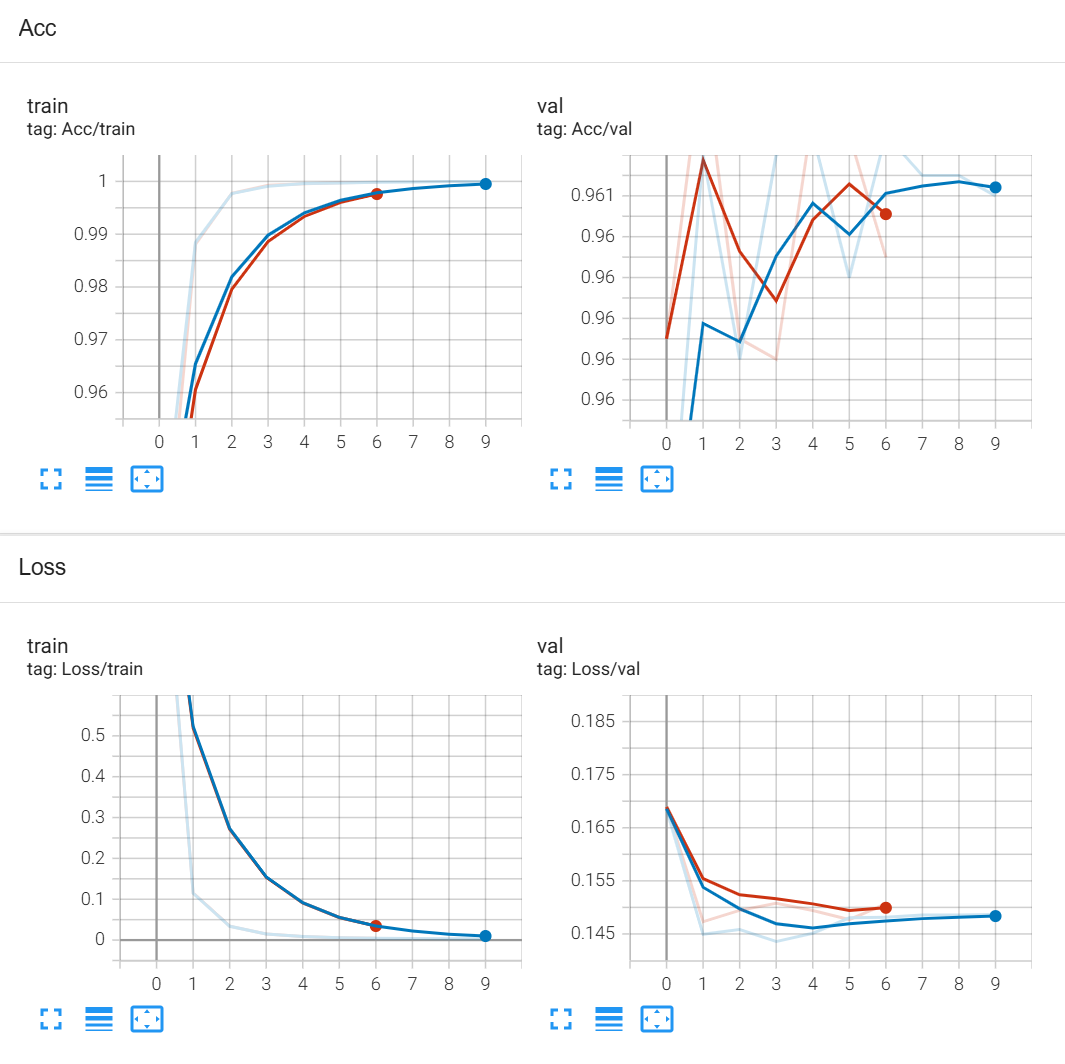 Acc
train
tag: Acc/train
1
0.99
0.98
0.97
0.96
0 1 2 3 4 5 6 7 8 9
val
tag: Acc/val
0.961
0.96
0.96
0.96
0.96
0.96
0 1 2 3 4 5 6 7 8 9
Loss
train
tag: Loss/train
0.5
0.4
0.3
0.2
0.1
0
0 1 2 3 4 5 6 7 8 9
val
tag: Loss/val
0.185
0.175
0.165
0.155
0.145
0 1 2 3 4 5 6 7 8 9